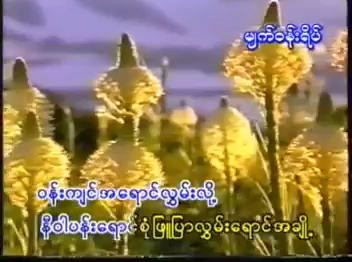 မျက်ဝန်းရိပ်
ဝန်းကျင်အရောင်လွှမ်းလို့
နီဝါပန်းရောင်စုံဖြူပြာလွှမ်းရောင်အချို့